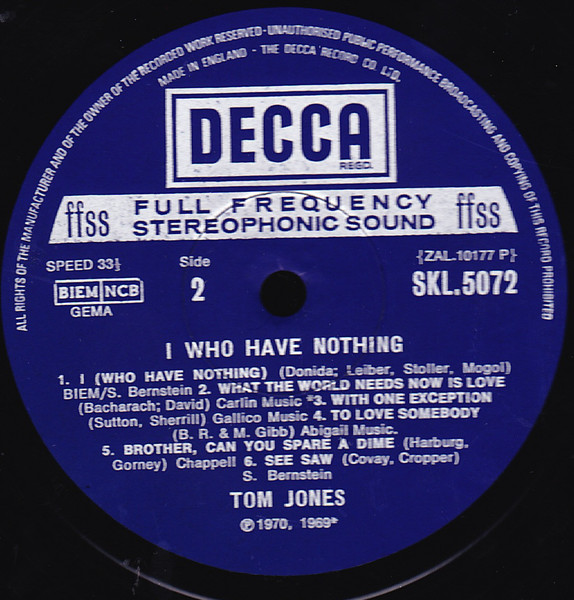 ALL RIGHTS OF THE MANUFACTURER AND OF THE OWNER OF THE RECORDED WORK RESERVED·UNAUTHORISED PUBLIC PERFORMANCE BROADCASTING AND COPYING OF THIS RECORD PROHIBITED
MADE IN ENGLAND · THE DECCA RECORD CO. LTD.
DECCA
REGD.
ffss FULL FREQUENCY STEREOPHONIC SOUND ffss
SPEED 33⅓
Side
2
{ZAL.10177 P}
SKL.5072
BIEM NCB
GEMA
I WHO HAVE NOTHING
1. I (WHO HAVE NOTHING) (Donida; Leiber, Stoller, Mogol)
BIEM/S. Bernstein 2. WHAT THE WORLD NEEDS NOW IS LOVE
(Bacharach; David) Carlin Music *3. WITH ONE EXCEPTION
(Sutton, Sherrill) Gallico Music 4. TO LOVE SOMEBODY
(B. R. & M. Gibb) Abigail Music.
5. BROTHER, CAN YOU SPARE A DIME (Harburg,
Gorney) Chappell 6. SEE SAW (Covay, Cropper)
S. Bernstein
TOM JONES
℗1970, 1969*